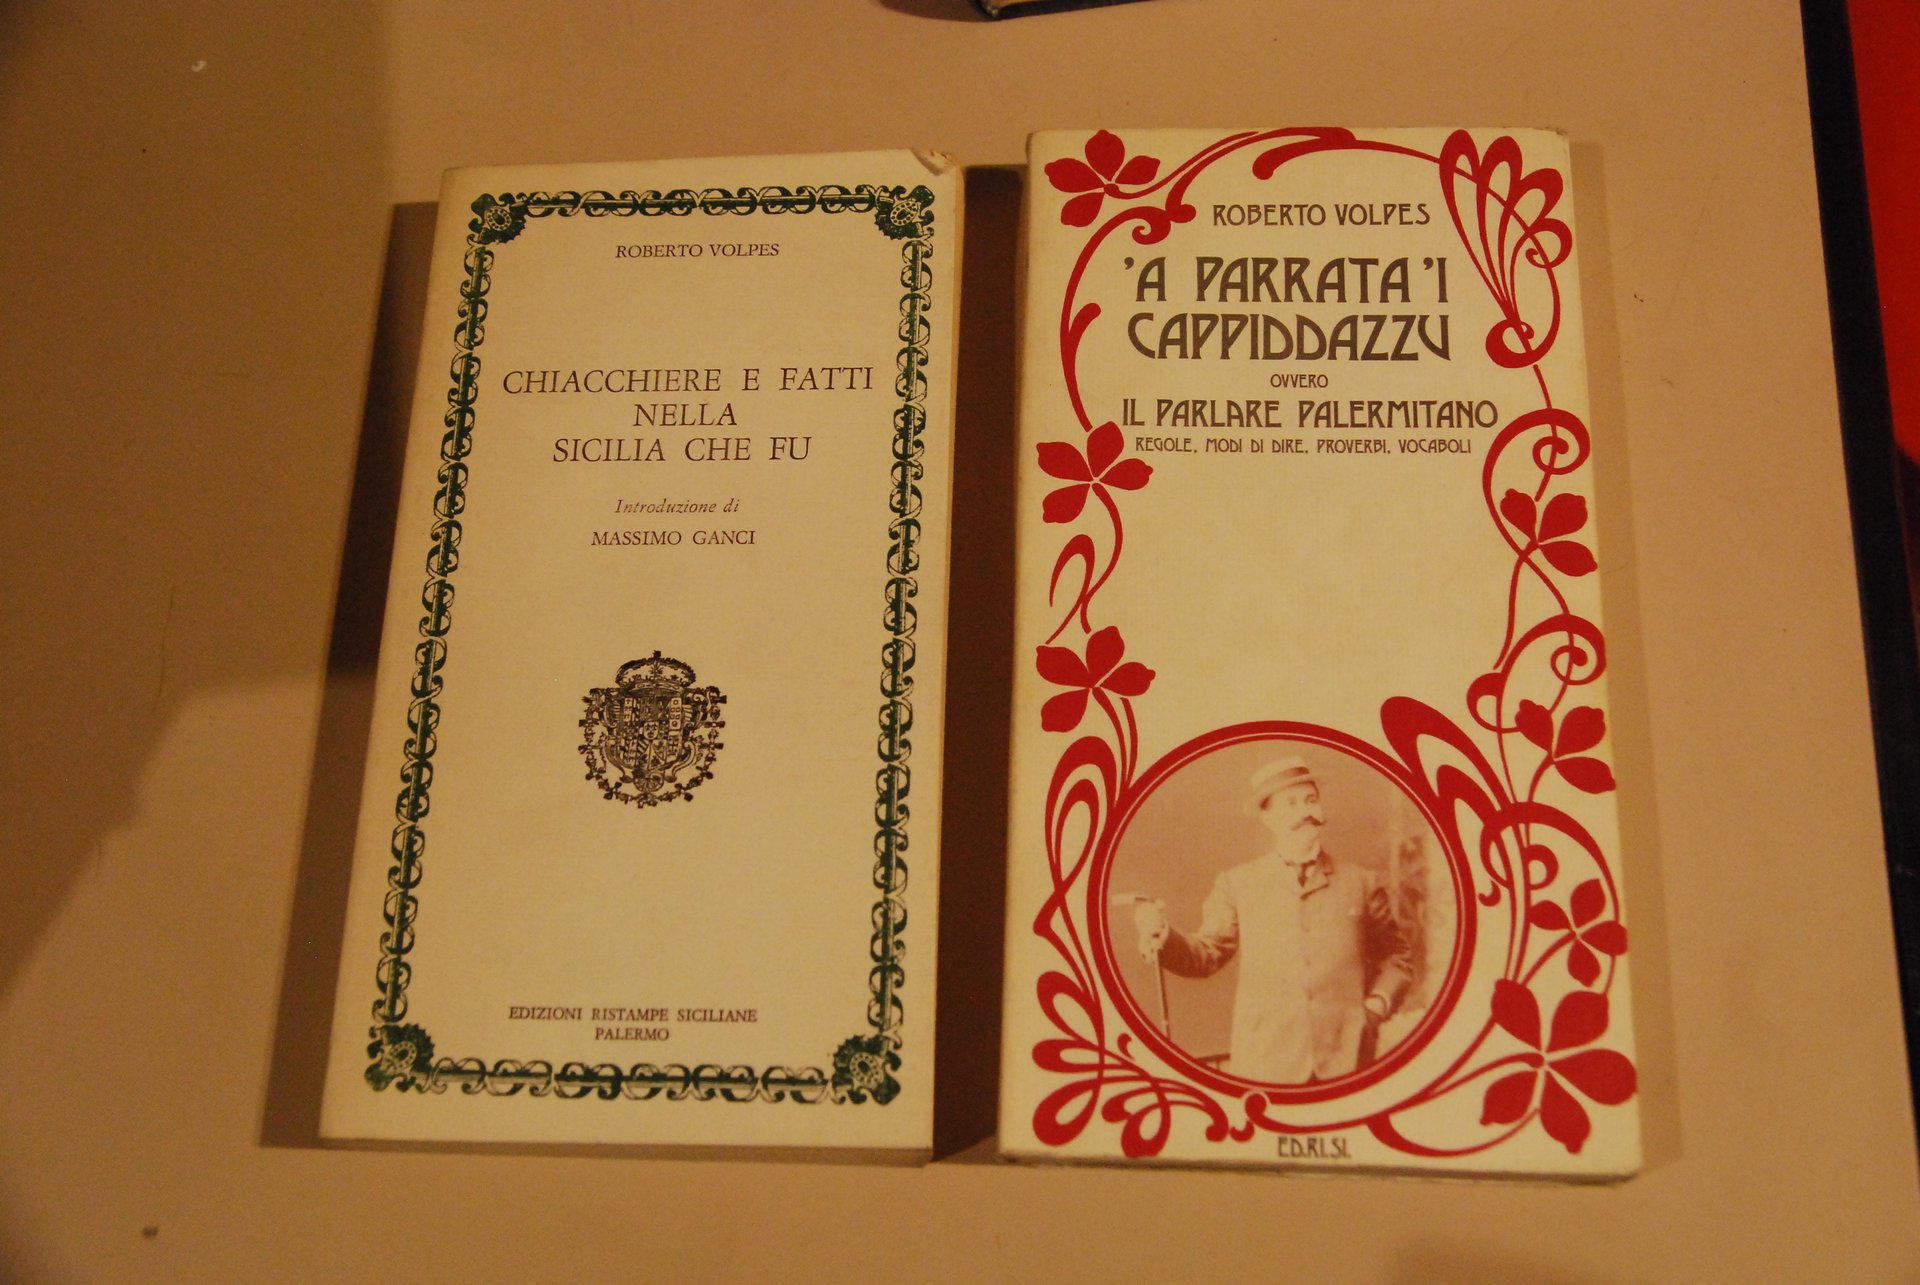 ROBERTO VOLPES
CHIACCHIERE E FATTI
NELLA
SICILIA CHE FU
Introduzione di
MASSIMO GANCI
EDIZIONI RISTAMPE SICILIANE
PALERMO
ROBERTO VOLPES
'A PARRATA 'I
CAPPIDDAZZU
OVVERO
IL PARLARE PALERMITANO
REGOLE, MODI DI DIRE, PROVERBI, VOCABOLI
ED.RI.SI.